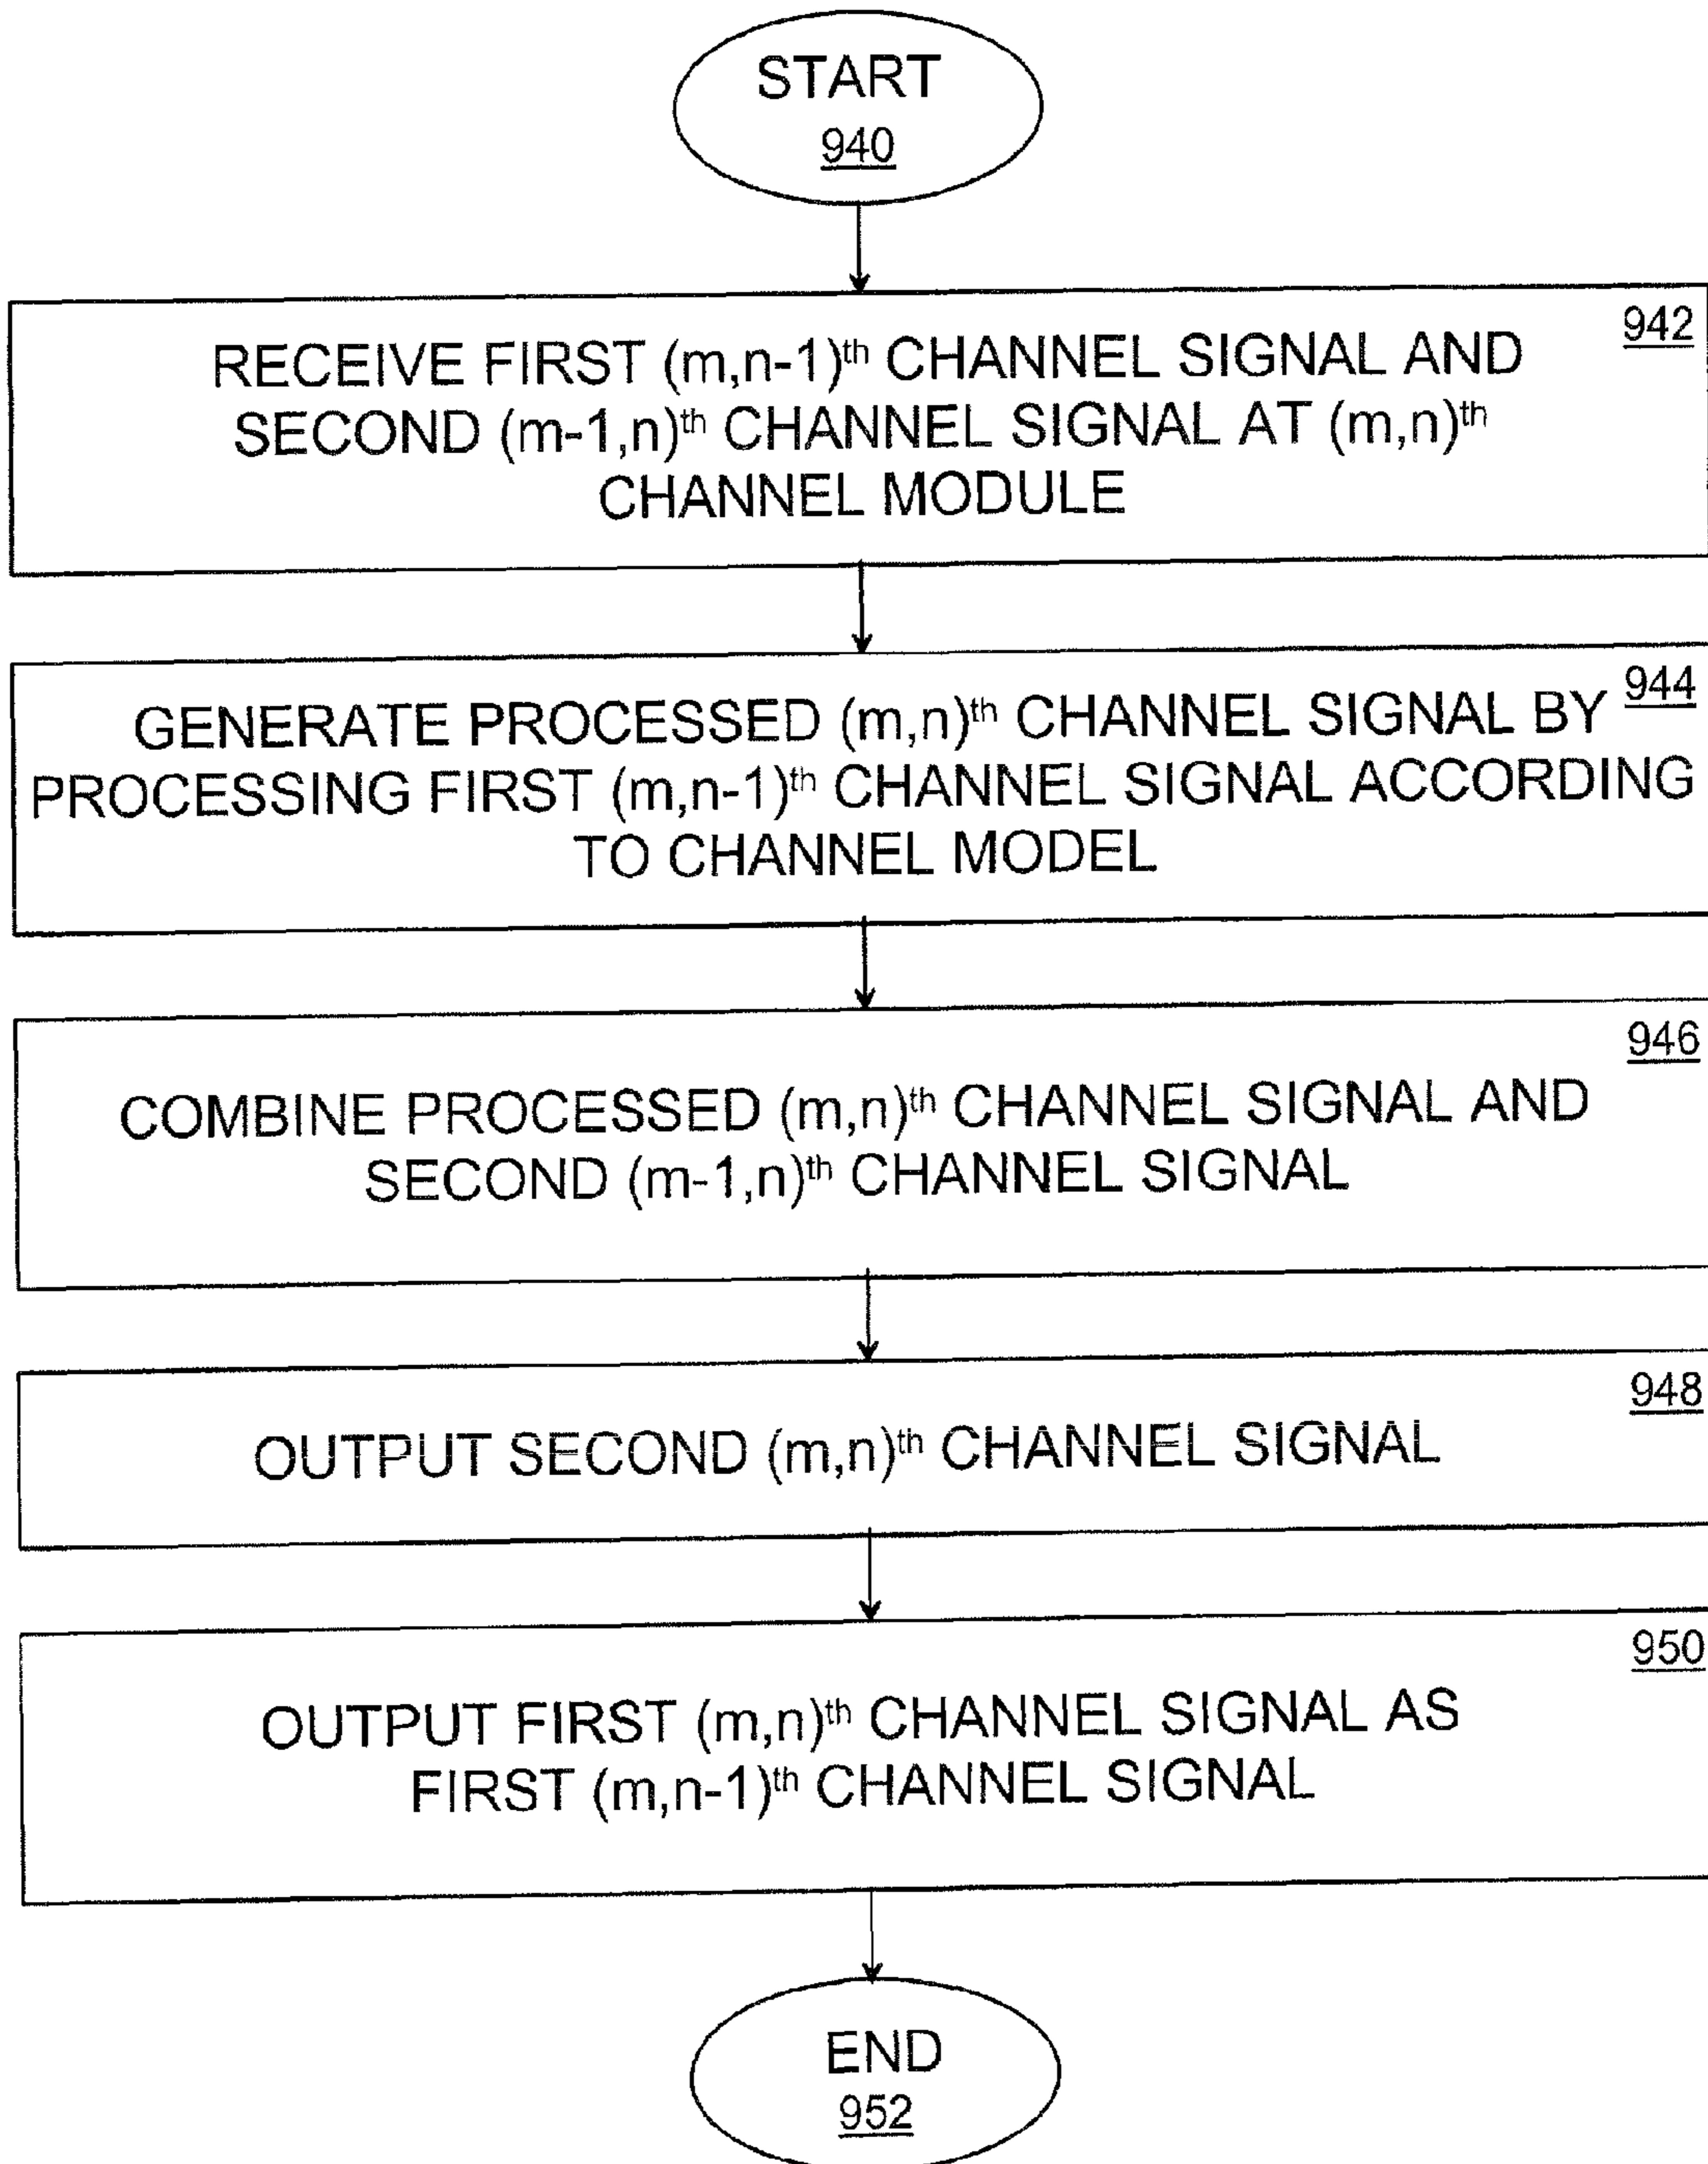 START
940
942
RECEIVE FIRST (m,n-1)th CHANNEL SIGNAL AND
SECOND (m-1,n)th CHANNEL SIGNAL AT (m,n)th
CHANNEL MODULE
944
GENERATE PROCESSED (m,n)th CHANNEL SIGNAL BY
PROCESSING FIRST (m,n-1)th CHANNEL SIGNAL ACCORDING
TO CHANNEL MODEL
946
COMBINE PROCESSED (m,n)th CHANNEL SIGNAL AND
SECOND (m-1,n)th CHANNEL SIGNAL
948
OUTPUT SECOND (m,n)th CHANNEL SIGNAL
950
OUTPUT FIRST (m,n)th CHANNEL SIGNAL AS
FIRST (m,n-1)th CHANNEL SIGNAL
END
952